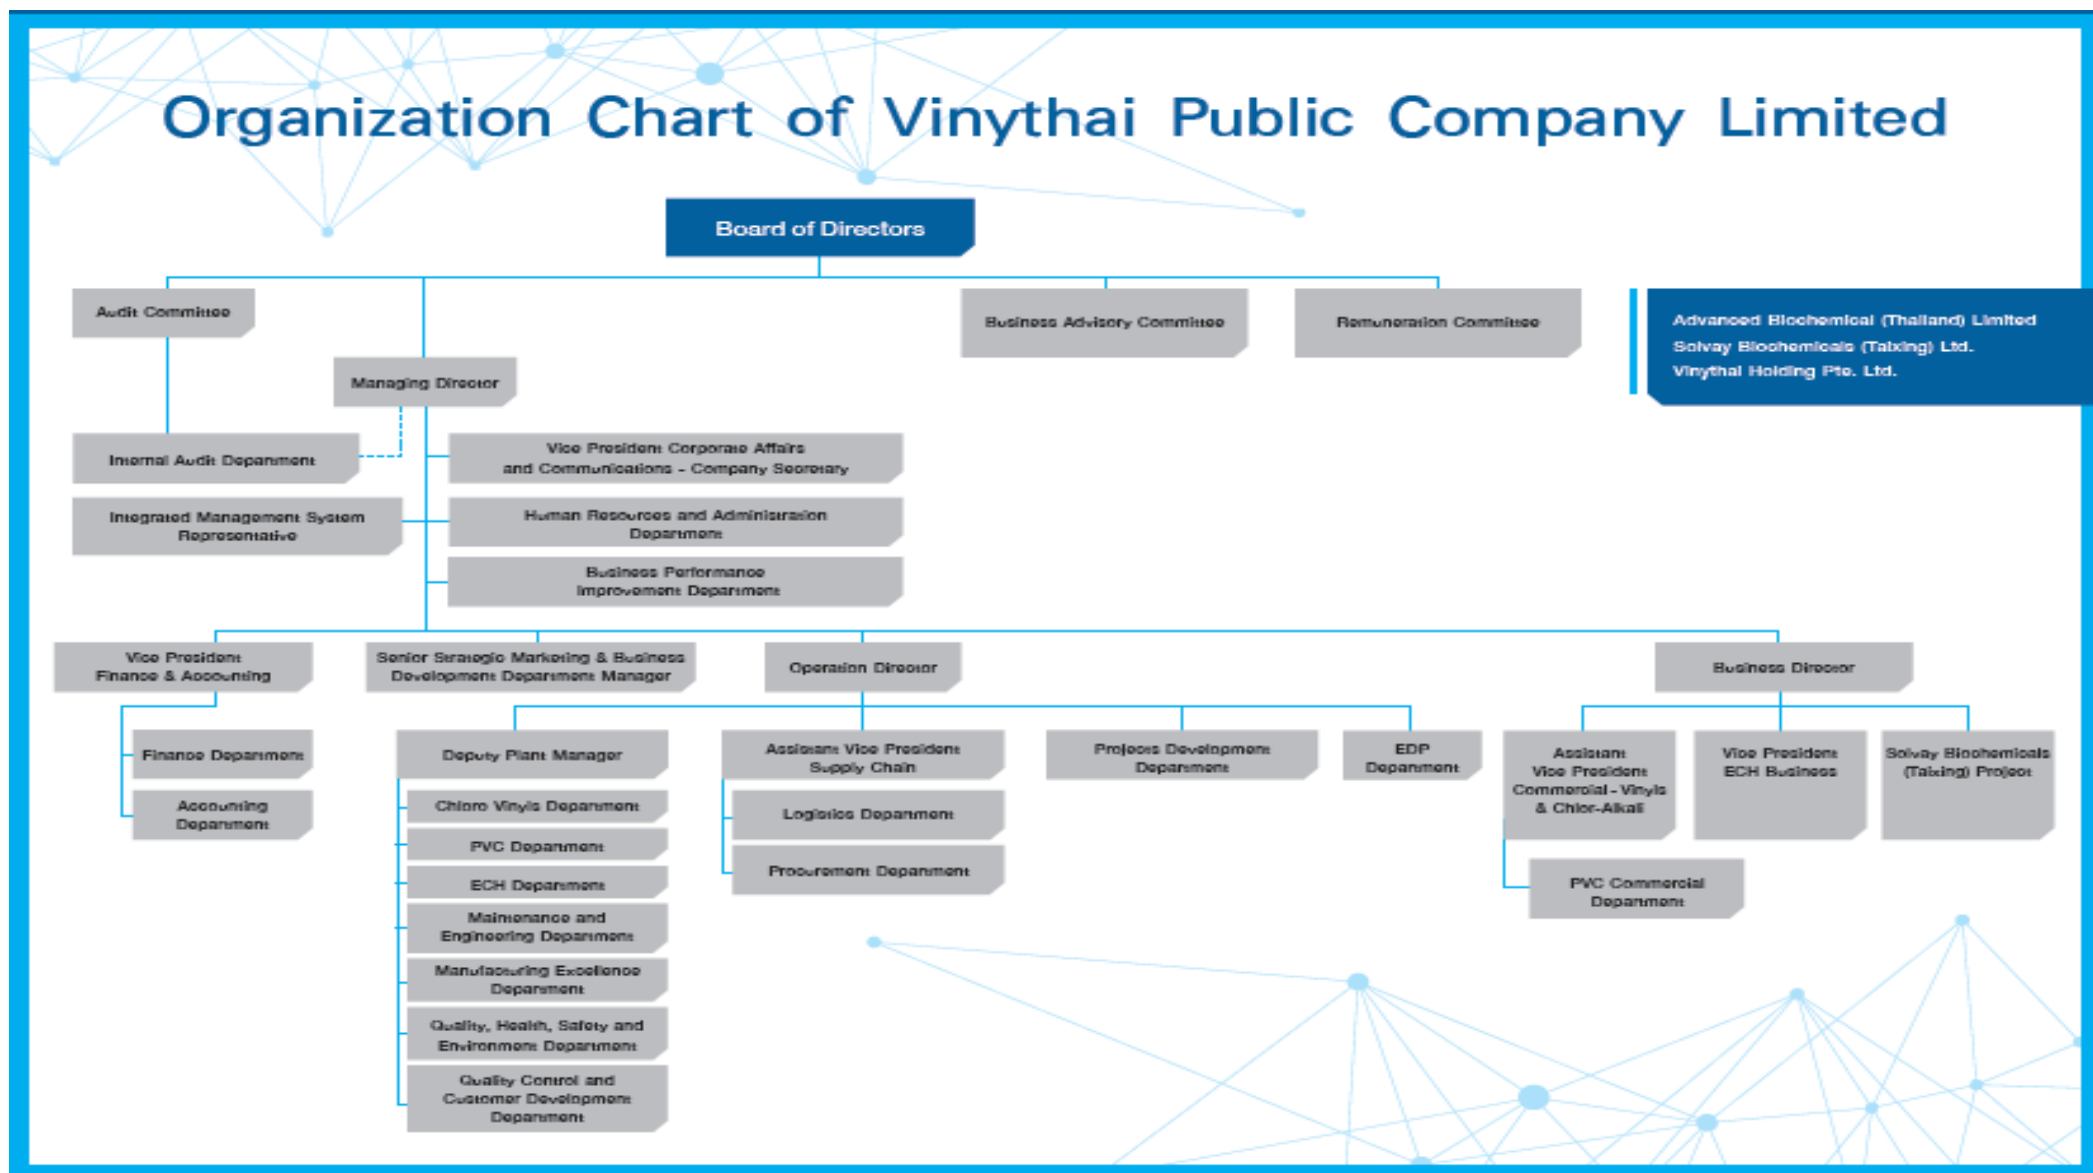 Organization Chart of Vinythai Public Company Limited
Board of Directors
Audit Committee
Business Advisory Committee
Remuneration Committee
Advanced Biochemical (Thailand) Limited
Solvay Biochemicals (Taixing) Ltd.
Vinythai Holding Pte. Ltd.
Managing Director
Internal Audit Department
Vice President Corporate Affairs
and Communications - Company Secretary
Integrated Management System
Representative
Human Resources and Administration
Department
Business Performance
Improvement Department
Vice President
Finance & Accounting
Senior Strategic Marketing & Business
Development Department Manager
Operation Director
Business Director
Finance Department
Accounting
Department
Deputy Plant Manager
Chloro Vinyls Department
PVC Department
ECH Department
Maintenance and
Engineering Department
Manufacturing Excellence
Department
Quality, Health, Safety and
Environment Department
Quality Control and
Customer Development
Department
Assistant Vice President
Supply Chain
Logistics Department
Procurement Department
Projects Development
Department
EDP
Department
Assistant
Vice President
Commercial - Vinyls
& Chlor-Alkali
PVC Commercial
Department
Vice President
ECH Business
Solvay Biochemicals
(Taixing) Project